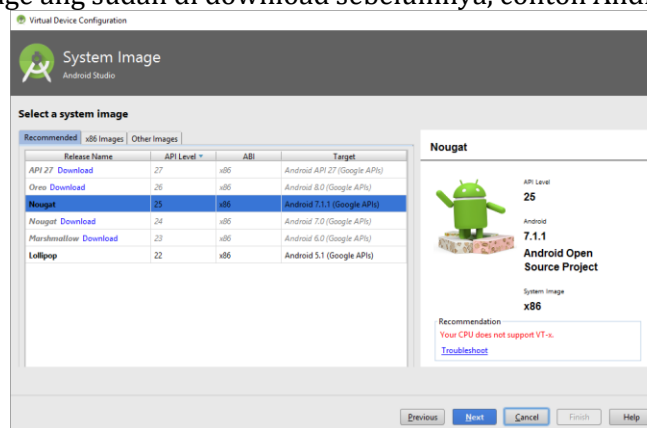 ge ang sudah di download sebelumnya, contoh Andr
Virtual Device Configuration
System Image
Android Studio
Select a system image
Recommended x86 Images Other Images
Release Name API Level ABI Target
API 27 Download 27 x86 Android API 27 (Google APIs)
Oreo Download 26 x86 Android 8.0 (Google APIs)
Nougat 25 x86 Android 7.1.1 (Google APIs)
Nougat Download 24 x86 Android 7.0 (Google APIs)
Marshmallow Download 23 x86 Android 6.0 (Google APIs)
Lollipop 22 x86 Android 5.1 (Google APIs)
Nougat
API Level
25
Android
7.1.1
Android Open
Source Project
System Image
x86
Recommendation
Your CPU does not support VT-x.
Troubleshoot
Previous Next Cancel Finish Help